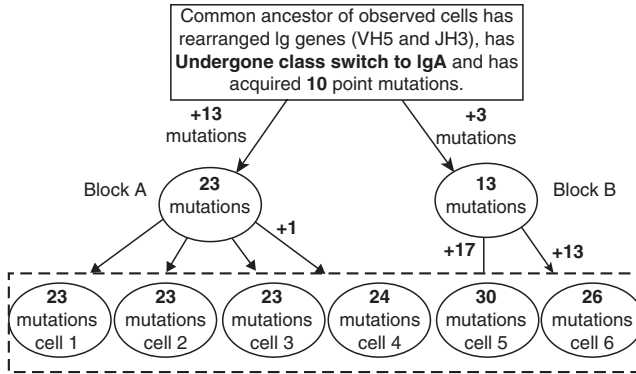 Common ancestor of observed cells has
rearranged Ig genes (VH5 and JH3), has
Undergone class switch to IgA and has
acquired 10 point mutations.
+13
mutations
+3
mutations
Block A
23
mutations
13
mutations
Block B
+1
+17
+13
23
mutations
cell 1
23
mutations
cell 2
23
mutations
cell 3
24
mutations
cell 4
30
mutations
cell 5
26
mutations
cell 6